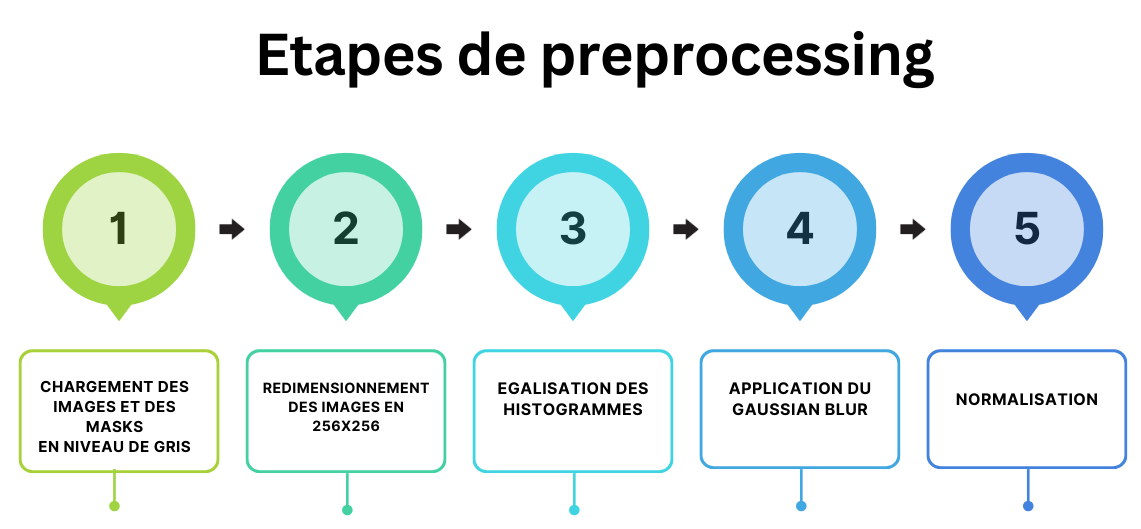 Etapes de preprocessing
1
2
3
4
5
CHARGEMENT DES
IMAGES ET DES
MASKS
EN NIVEAU DE GRIS
REDIMENSIONNEMENT
DES IMAGES EN
256X256
EGALISATION DES
HISTOGRAMMES
APPLICATION DU
GAUSSIAN BLUR
NORMALISATION